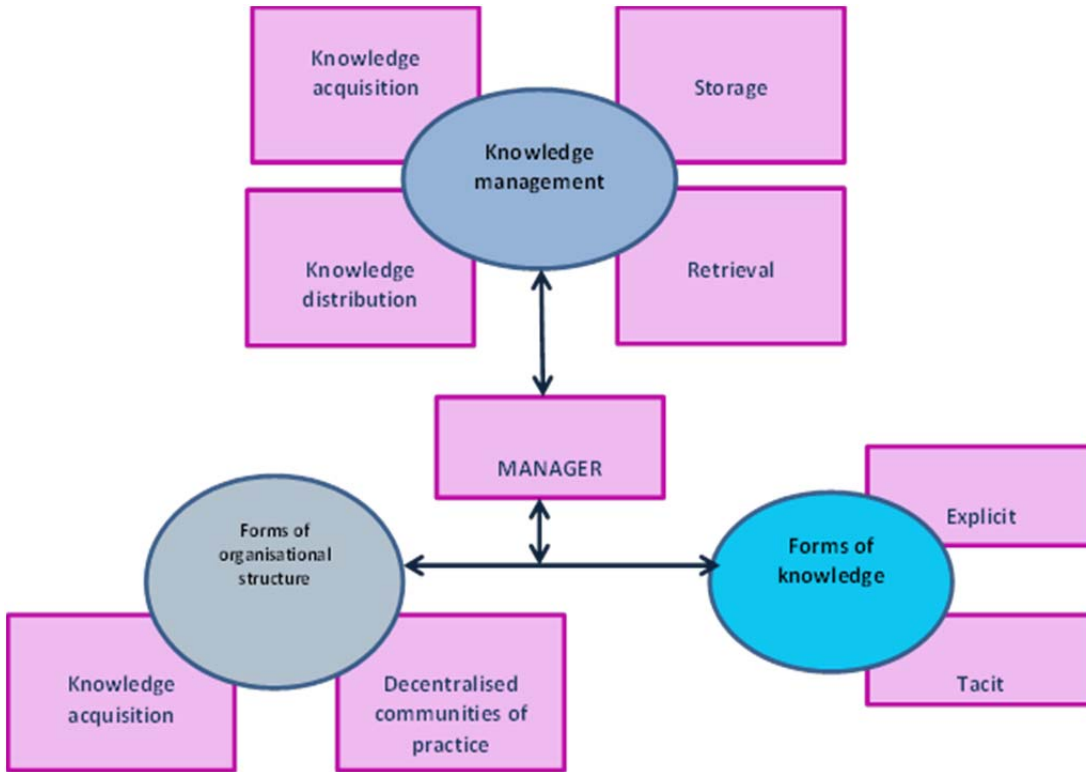 Knowledge
acquisition
Storage
Knowledge
management
Knowledge
distribution
Retrieval
MANAGER
Forms of
organisational
structure
Forms of
knowledge
Explicit
Tacit
Knowledge
acquisition
Decentralised
communities of
practice